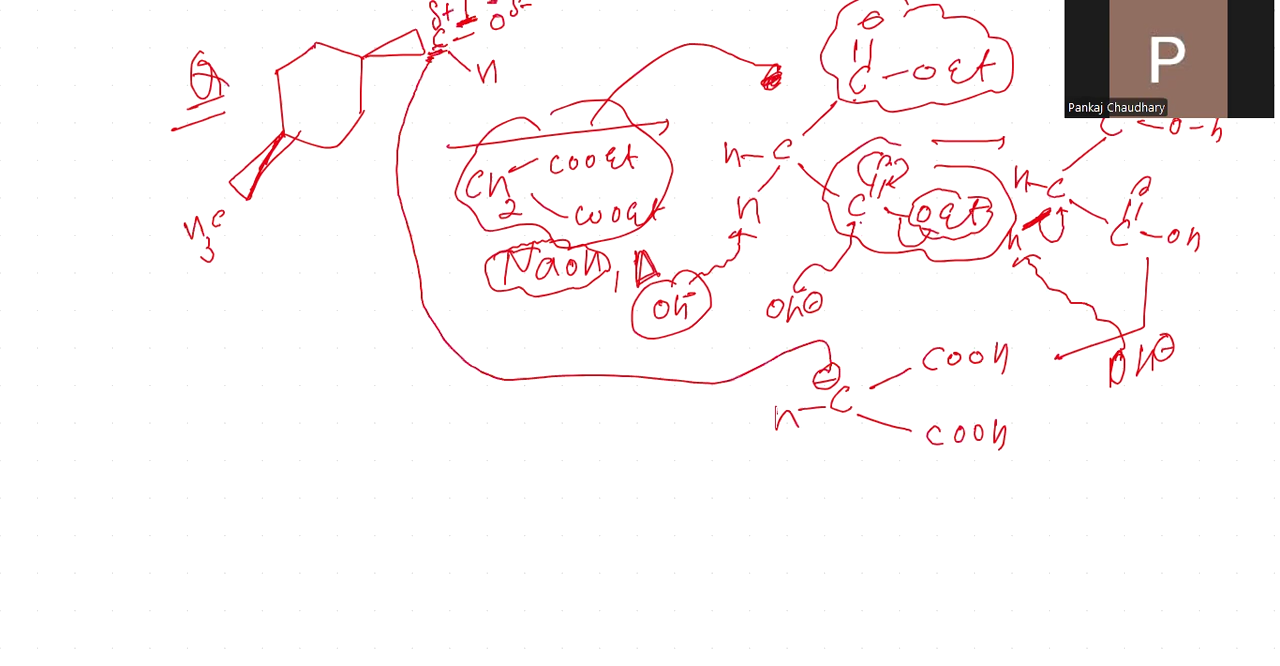 δ+ δ-
C = O
Q
H
H3C
CH2
COOEt
COOEt
NaOH, Δ
O
C-OEt
H-C
H
C
OEt
OH⊖
OH-
P
Pankaj Chaudhary
C-O-H
H-C
H
O
C-OH
OH⊖
⊖
H-C
COOH
COOH